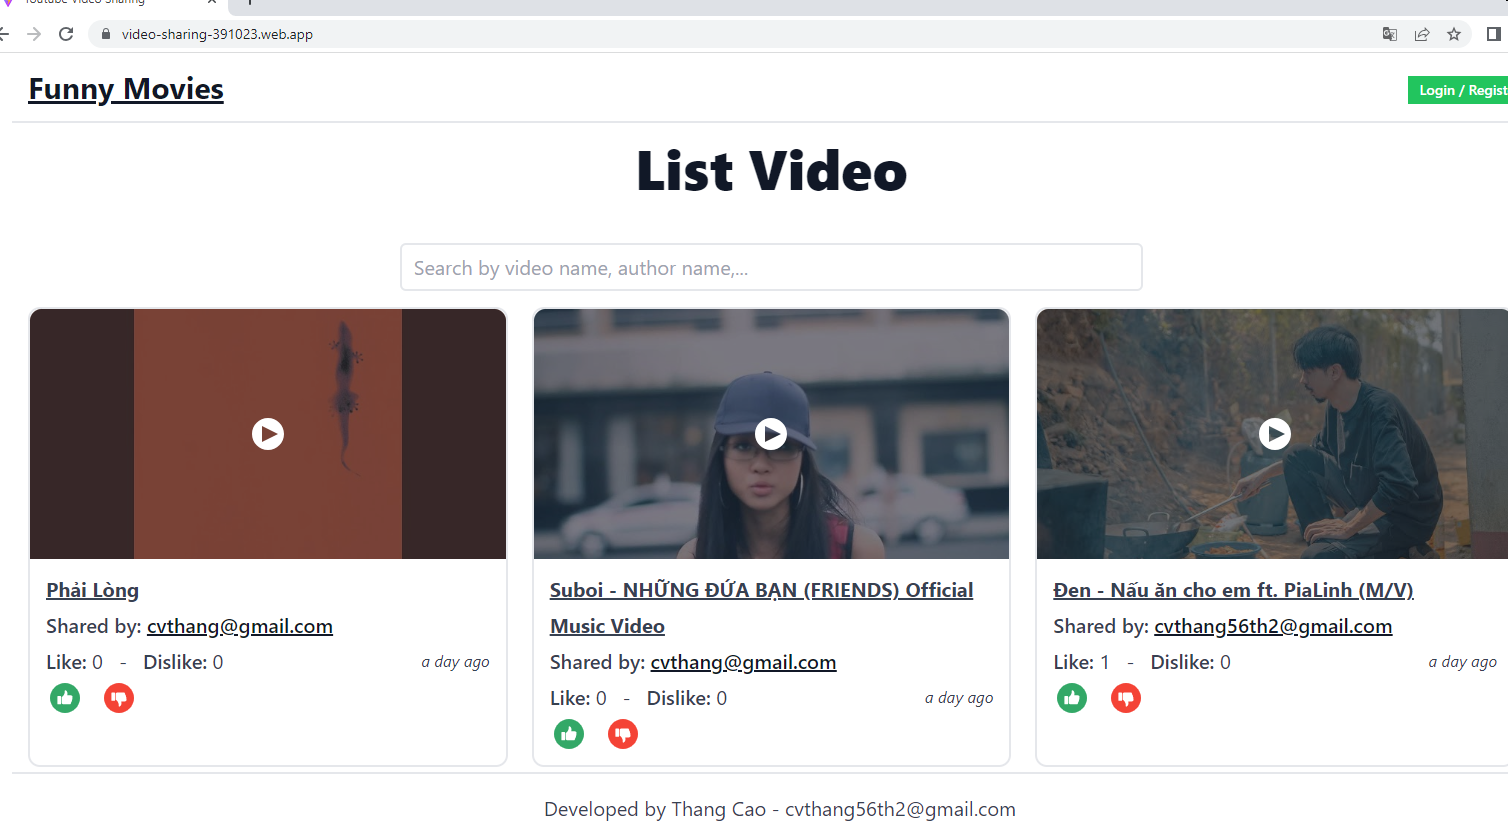 Youtube Video Sharing
video-sharing-391023.web.app
Funny Movies
Login / Regist
List Video
Search by video name, author name,...
Phải Lòng
Shared by: cvthang@gmail.com
Like: 0 - Dislike: 0
a day ago
Suboi - NHỮNG ĐỨA BẠN (FRIENDS) Official
Music Video
Shared by: cvthang@gmail.com
Like: 0 - Dislike: 0
a day ago
Đen - Nấu ăn cho em ft. PiaLinh (M/V)
Shared by: cvthang56th2@gmail.com
Like: 1 - Dislike: 0
a day ago
Developed by Thang Cao - cvthang56th2@gmail.com